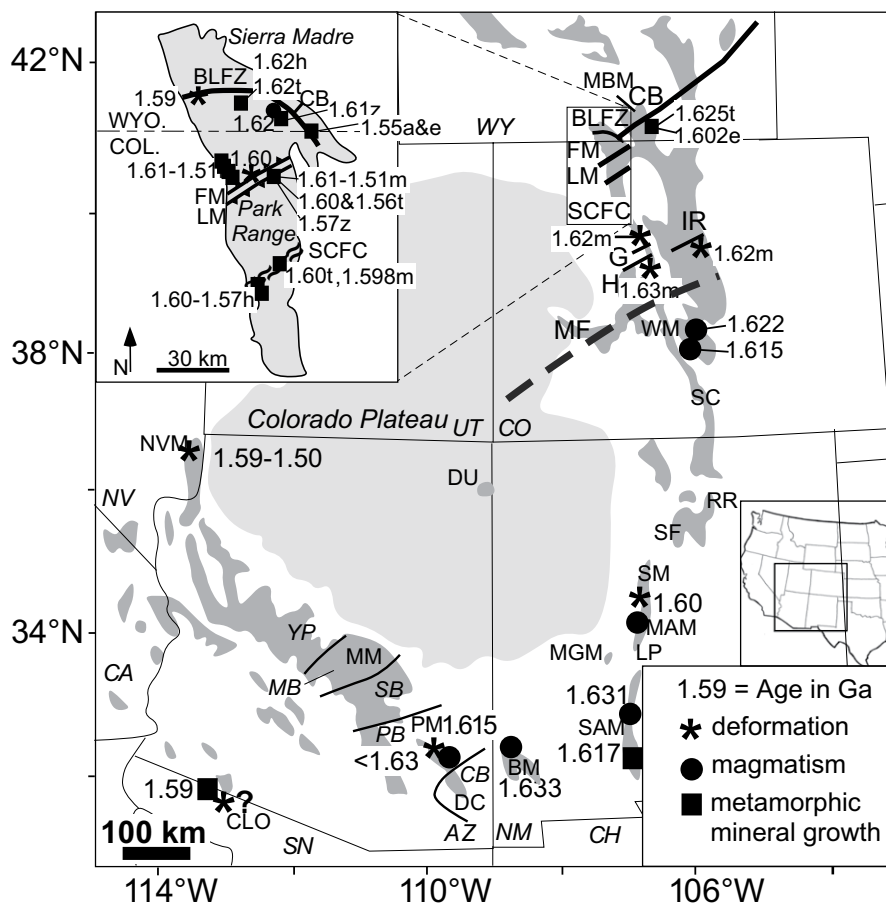 42°N
38°N
34°N
114°W
110°W
106°W
Sierra Madre
1.62h
BLFZ
1.62t
1.59
CB
1.61z
WYO.
1.62
1.55a&e
COL.
1.60
1.61-1.51
1.61-1.51m
FM
1.60&1.56t
LM
Park
Range
1.57z
SCFC
1.60t,1.598m
1.60-1.57h
N
30 km
MBM
CB
BLFZ
1.625t
WY
1.602e
FM
LM
SCFC
IR
1.62m
G
1.62m
H
1.63m
MF
WM
1.622
1.615
SC
Colorado Plateau
UT
CO
NVM
1.59-1.50
DU
NV
RR
SF
SM
1.60
MAM
YP
MM
MGM
LP
CA
MB
SB
PB
PM
1.615
1.631
SAM
<1.63
CB
BM
1.617
1.633
1.59
?
CLO
DC
100 km
SN
AZ
NM
CH
1.59 = Age in Ga
deformation
magmatism
metamorphic
mineral growth